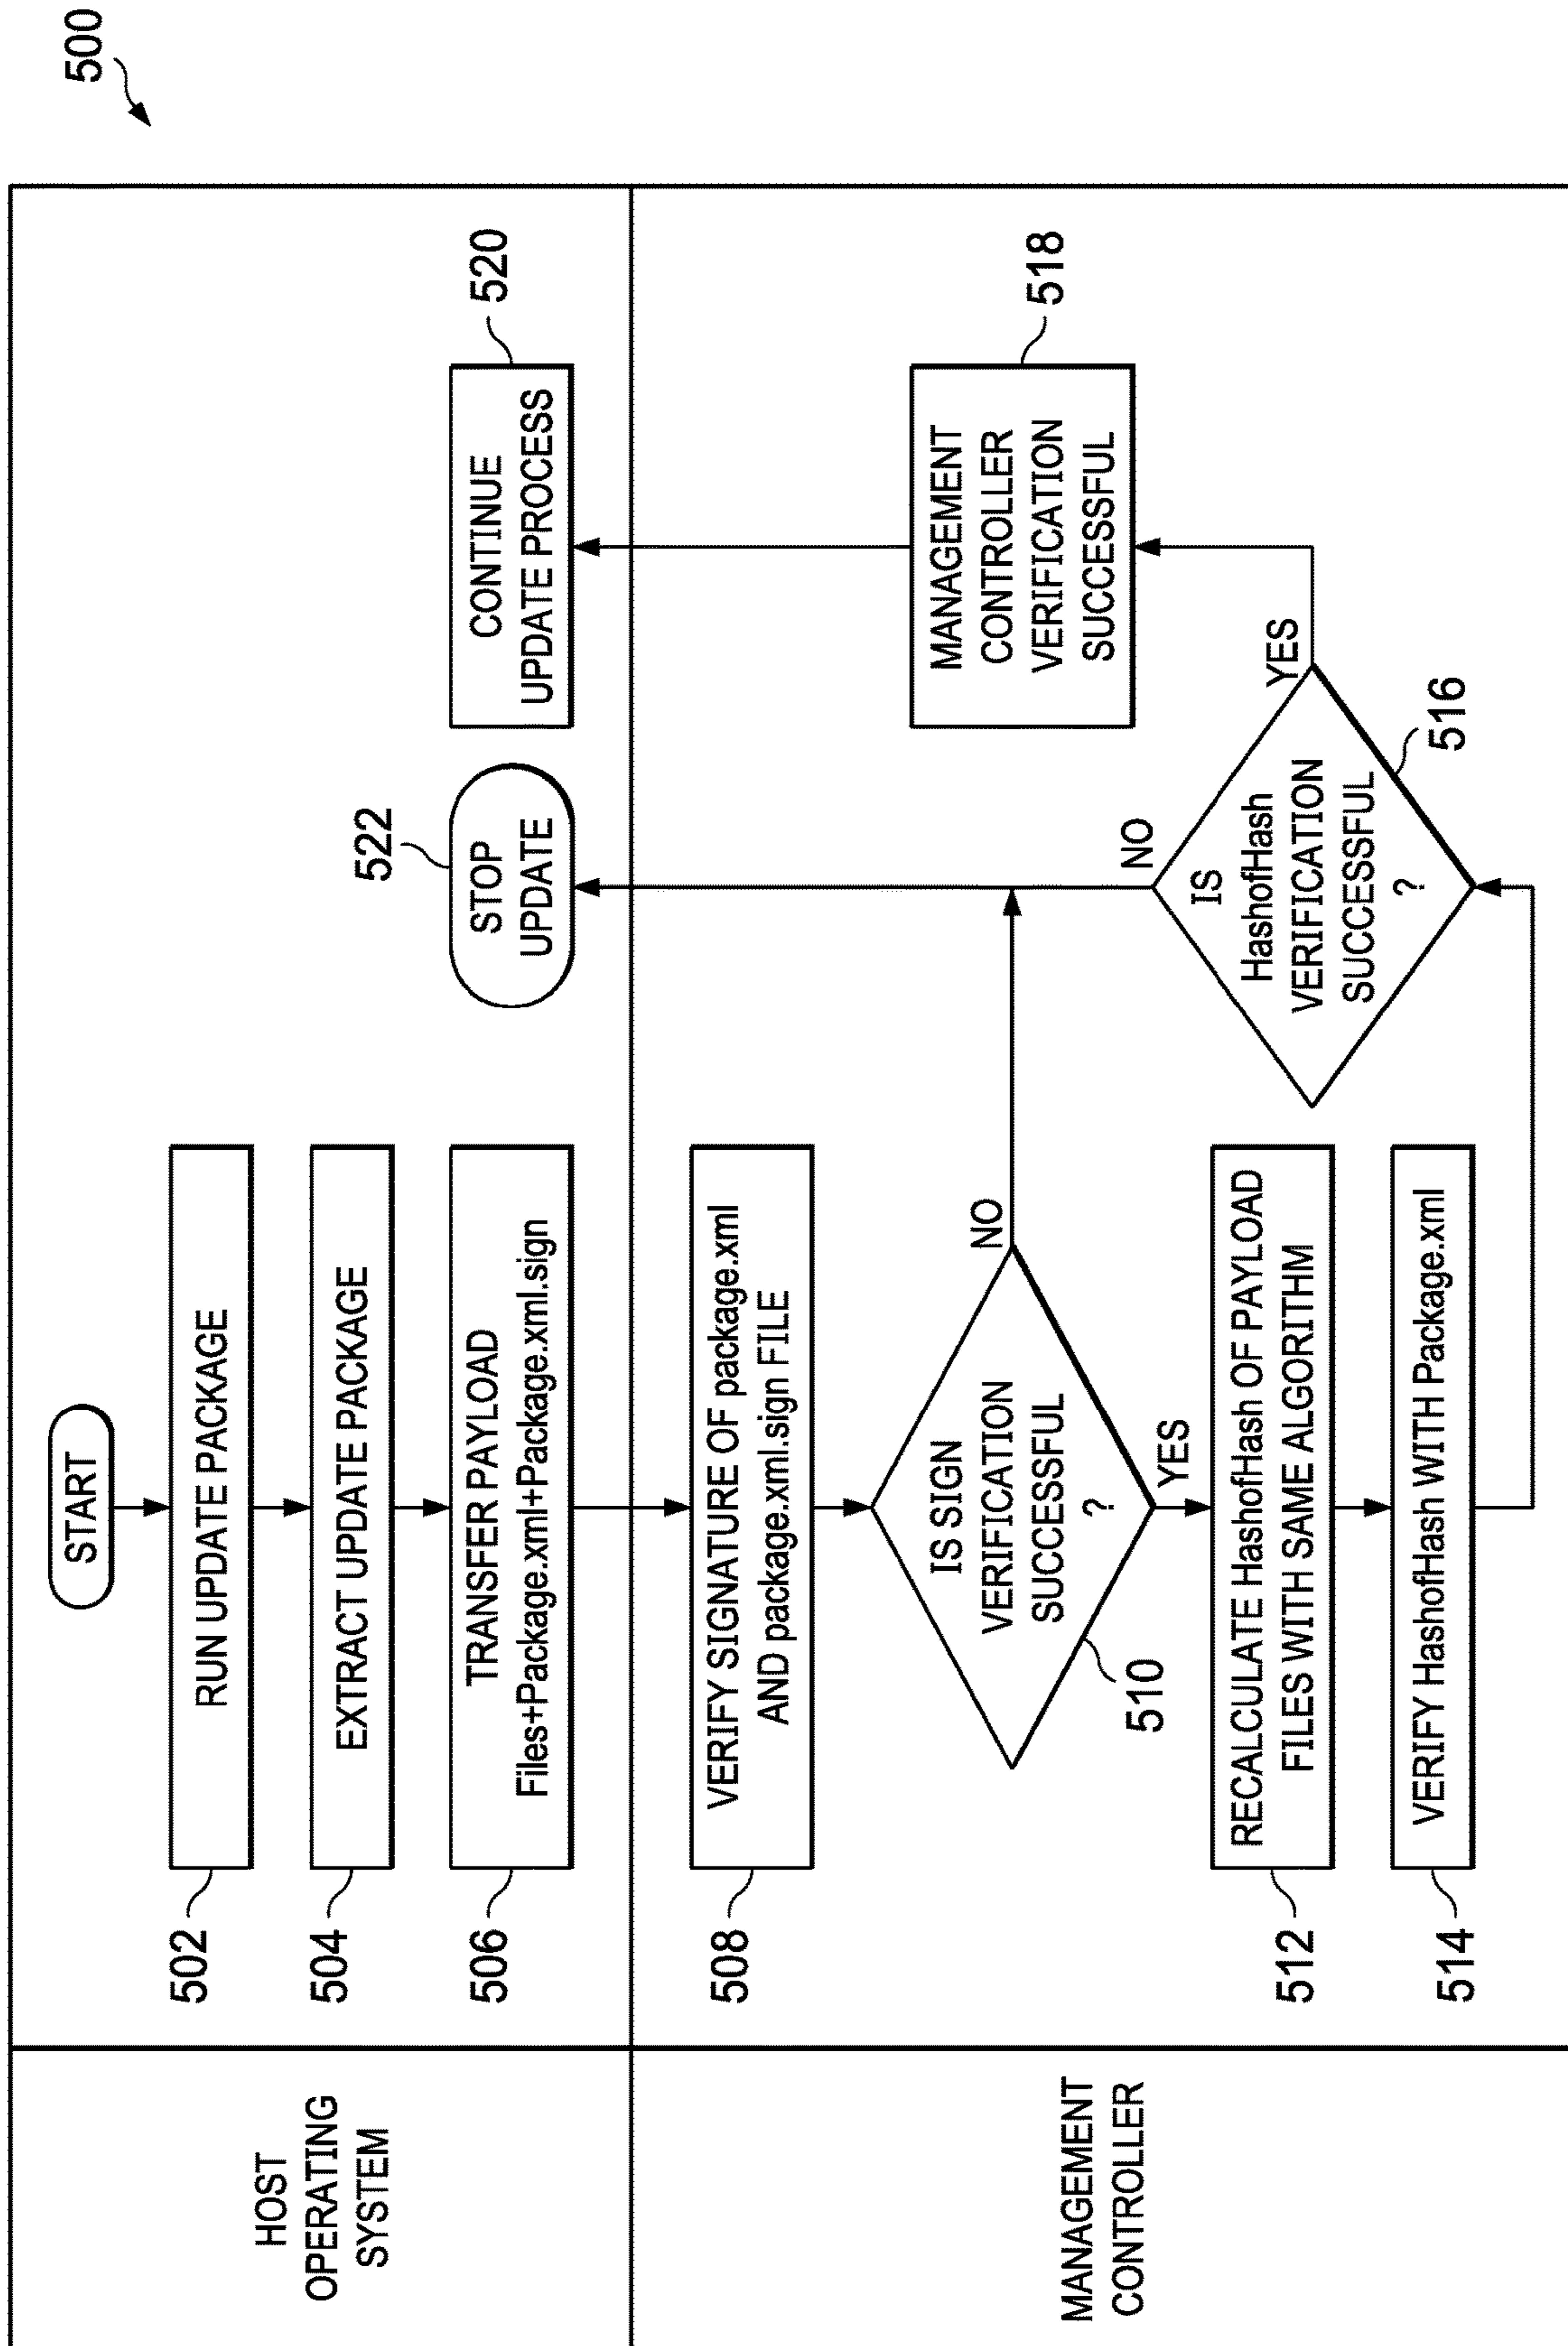 500
HOST
OPERATING
SYSTEM
START
502
RUN UPDATE PACKAGE
504
EXTRACT UPDATE PACKAGE
506
TRANSFER PAYLOAD
Files+Package.xml+Package.xml.sign
522
STOP
UPDATE
CONTINUE
UPDATE PROCESS
520
MANAGEMENT
CONTROLLER
508
VERIFY SIGNATURE OF package.xml
AND package.xml.sign FILE
IS SIGN
VERIFICATION
SUCCESSFUL
?
510
NO
YES
512
RECALCULATE HashofHash OF PAYLOAD
FILES WITH SAME ALGORITHM
514
VERIFY HashofHash WITH Package.xml
IS
HashofHash
VERIFICATION
SUCCESSFUL
?
516
NO
YES
MANAGEMENT
CONTROLLER
VERIFICATION
SUCCESSFUL
518